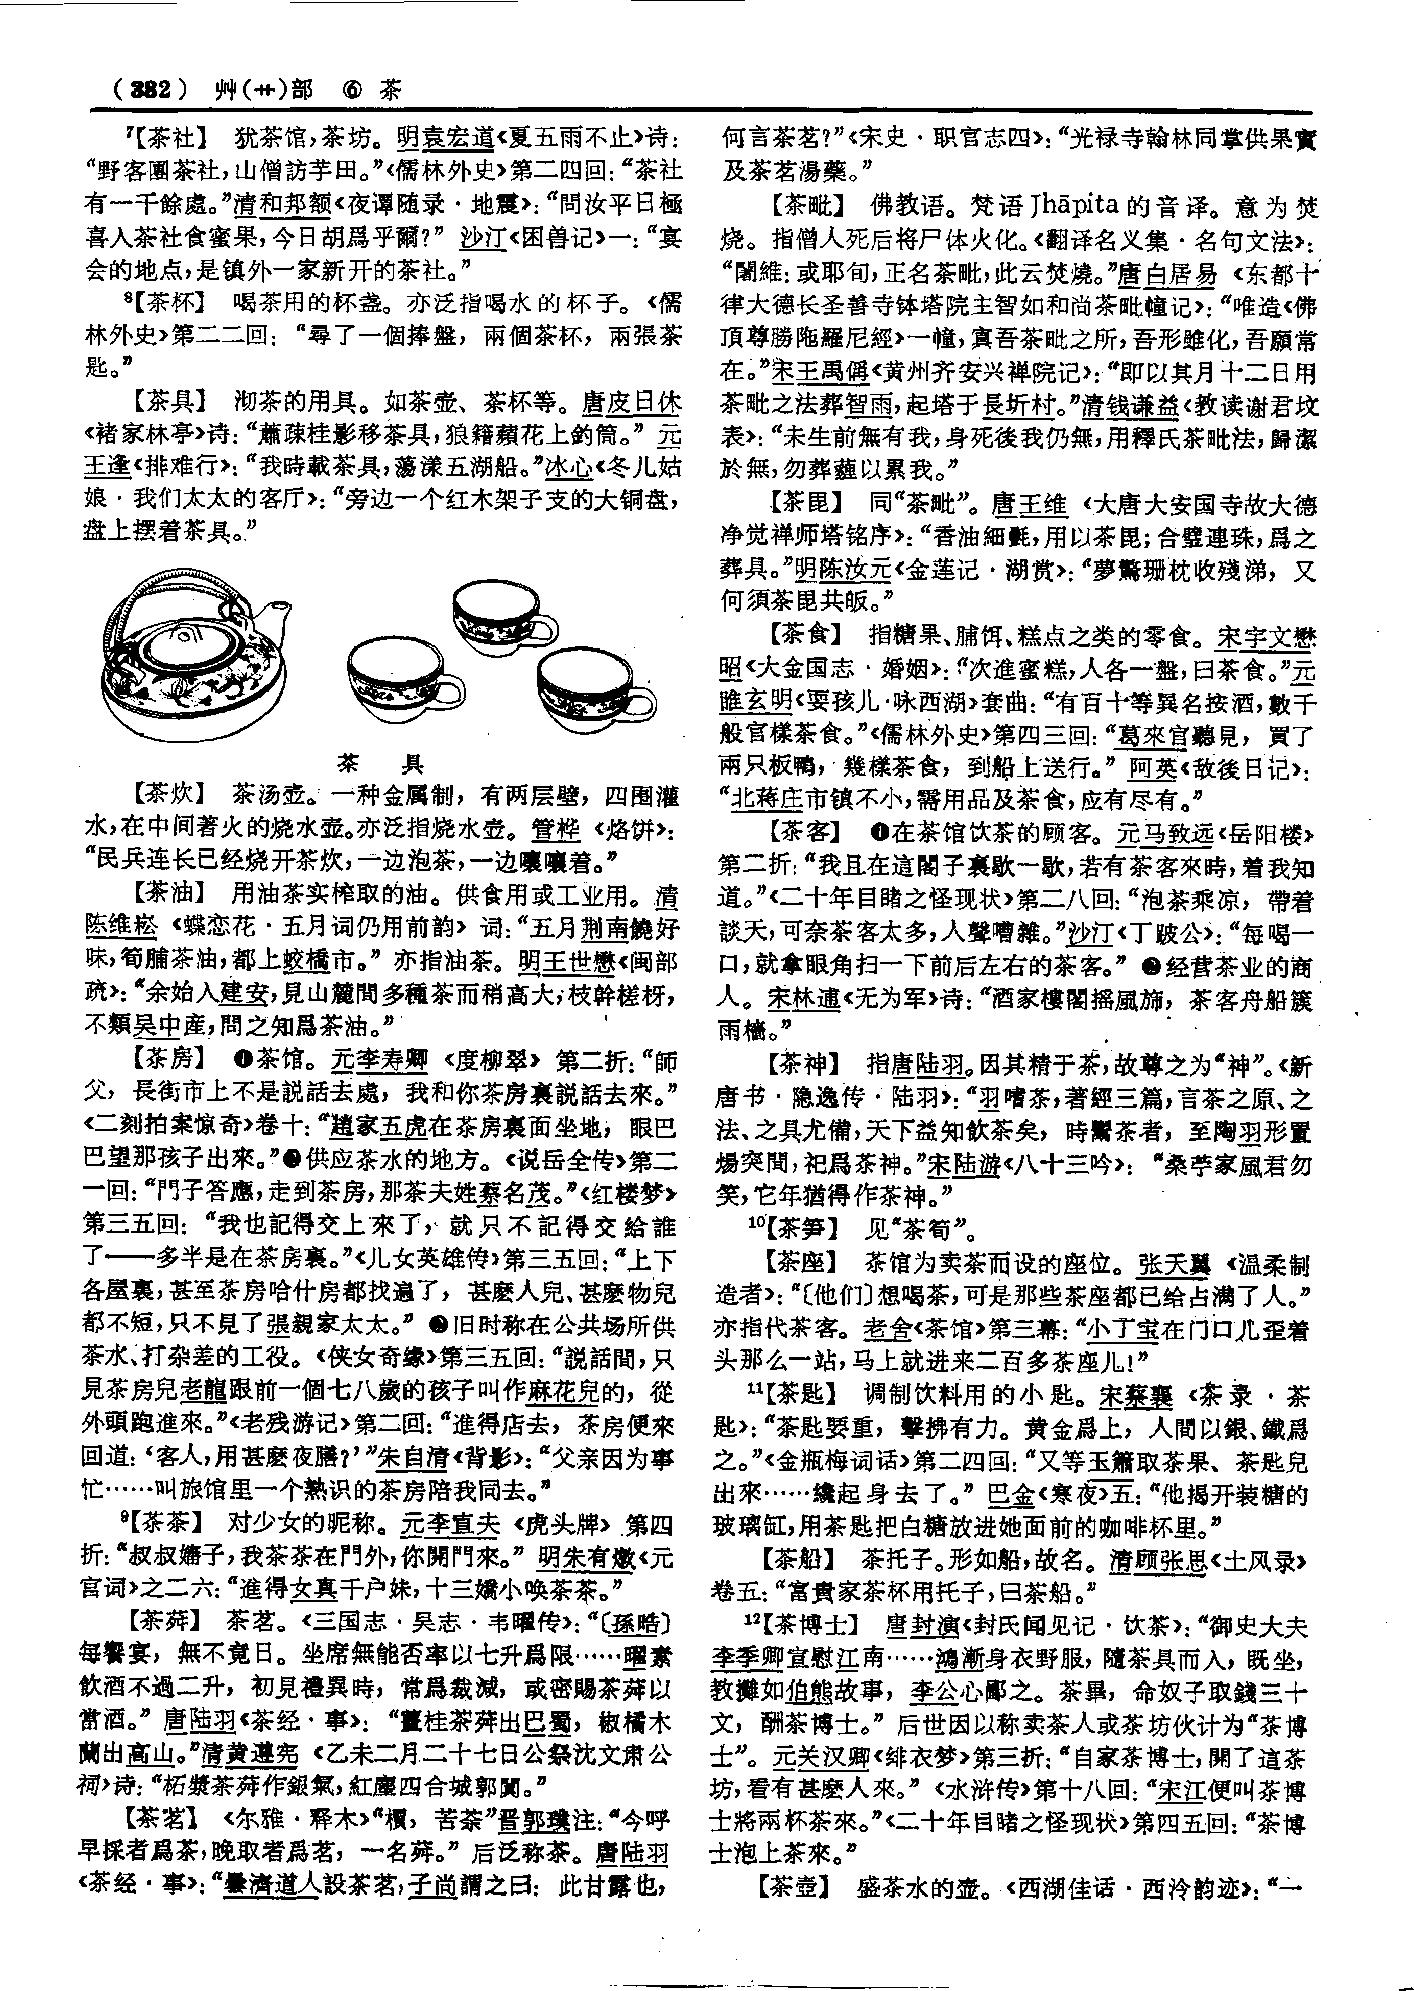 （382） 艸(艹)部 ⑥ 茶
⁷【茶社】 犹茶馆，茶坊。明袁宏道《夏五雨不止》诗：
“野客團茶社，山僧訪芋田。”《儒林外史》第二四回：“茶社
有一千餘處。”清和邦额《夜谭随录·地震》：“問汝平日極
喜人茶社食蜜果，今日胡爲乎爾？” 沙汀《困兽记》一：“宴
会的地点，是镇外一家新开的茶社。”
⁸【茶杯】 喝茶用的杯盏。亦泛指喝水的杯子。《儒
林外史》第二二回：“尋了一個捧盤，兩個茶杯，兩張茶
匙。”
【茶具】 沏茶的用具。如茶壶、茶杯等。唐皮日休
《褚家林亭》诗：“蕭疎桂影移茶具，狼籍蘋花上釣筒。” 元
王逢《排难行》：“我時載茶具，蕩漾五湖船。”冰心《冬儿姑
娘·我们太太的客厅》：“旁边一个红木架子支的大铜盘，
盘上摆着茶具。”
茶 具
【茶炊】 茶汤壶。一种金属制，有两层壁，四围灌
水，在中间著火的烧水壶。亦泛指烧水壶。管桦《烙饼》：
“民兵连长已经烧开茶炊，一边泡茶，一边嚷嚷着。”
【茶油】 用油茶实榨取的油。供食用或工业用。清
陈维崧《蝶恋花·五月词仍用前韵》词：“五月荆南饒好
味，筍脯茶油，都上蛟橋市。” 亦指油茶。明王世懋《闽部
疏》：“余始入建安，見山麓間多種茶而稍高大，枝幹槎枒，
不類吴中産，問之知爲茶油。”
【茶房】 ❶茶馆。元李寿卿《度柳翠》第二折：“師
父，長街市上不是説話去處，我和你茶房裏説話去來。”
《二刻拍案惊奇》卷十：“趙家五虎在茶房裏面坐地，眼巴
巴望那孩子出來。”❷供应茶水的地方。《说岳全传》第二
一回：“門子答應，走到茶房，那茶夫姓蔡名茂。”《红楼梦》
第三五回：“我也記得交上來了，就只不記得交給誰
了——多半是在茶房裏。”《儿女英雄传》第三五回：“上下
各屋裏，甚至茶房哈什房都找遍了，甚麽人兒、甚麽物兒
都不短，只不見了張親家太太。” ❸旧时称在公共场所供
茶水、打杂差的工役。《侠女奇缘》第三五回：“説話間，只
見茶房兒老龍跟前一個七八歲的孩子叫作麻花兒的，從
外頭跑進來。”《老残游记》第二回：“進得店去，茶房便來
回道：‘客人，用甚麽夜膳？’”朱自清《背影》：“父亲因为事
忙……叫旅馆里一个熟识的茶房陪我同去。”
⁹【茶茶】 对少女的昵称。元李直夫《虎头牌》第四
折：“叔叔嬸子，我茶茶在門外，你開門來。” 明朱有燉《元
宫词》之二六：“進得女真千户妹，十三嬌小唤茶茶。”
【茶荈】 茶茗。《三国志·吴志·韦曜传》：“〔孫晧〕
每饗宴，無不竟日。坐席無能否率以七升爲限……曜素
飲酒不過二升，初見禮異時，常爲裁減，或密賜茶荈以
當酒。” 唐陆羽《茶经·事》：“薑桂茶荈出巴蜀，椒橘木
蘭出高山。”清黄遵宪《乙未二月二十七日公祭沈文肃公
祠》诗：“柘漿茶荈作銀氣，紅塵四合城郭闃。”
【茶茗】 《尔雅·释木》“檟，苦荼”晋郭璞注：“今呼
早採者爲茶，晚取者爲茗，一名荈。” 后泛称茶。唐陆羽
《茶经·事》：“曇濟道人設茶茗，子尚謂之曰：此甘露也，
何言茶茗？”《宋史·职官志四》：“光禄寺翰林同掌供果實
及茶茗湯藥。”
【茶毗】 佛教语。梵语Jhāpita的音译。意为焚
烧。指僧人死后将尸体火化。《翻译名义集·名句文法》：
“闍維：或耶旬，正名茶毗，此云焚燒。”唐白居易《东都十
律大德长圣善寺钵塔院主智如和尚茶毗幢记》：“唯造《佛
頂尊勝陁羅尼經》一幢，寘吾茶毗之所，吾形雖化，吾願常
在。”宋王禹偁《黄州齐安兴禅院记》：“即以其月十二日用
茶毗之法葬智雨，起塔于長圻村。”清钱谦益《教读谢君坟
表》：“未生前無有我，身死後我仍無，用釋氏茶毗法，歸潔
於無，勿葬薶以累我。”
【茶毘】 同“茶毗”。唐王维《大唐大安国寺故大德
净觉禅师塔铭序》：“香油細氎，用以茶毘；合璧連珠，爲之
葬具。”明陈汝元《金莲记·湖赏》：“夢驚珊枕收殘涕，又
何須茶毘共皈。”
【茶食】 指糖果、脯饵、糕点之类的零食。宋宇文懋
昭《大金国志·婚姻》：“次進蜜糕，人各一盤，曰茶食。”元
睢玄明《耍孩儿·咏西湖》套曲：“有百十等異名按酒，數千
般官樣茶食。”《儒林外史》第四三回：“葛來官聽見，買了
兩只板鴨，幾樣茶食，到船上送行。” 阿英《敌後日记》：
“北蒋庄市镇不小，需用品及茶食，应有尽有。”
【茶客】 ❶在茶馆饮茶的顾客。元马致远《岳阳楼》
第二折：“我且在這閣子裏歇一歇，若有茶客來時，着我知
道。”《二十年目睹之怪现状》第二八回：“泡茶乘凉，帶着
談天，可奈茶客太多，人聲嘈雜。”沙汀《丁跛公》：“每喝一
口，就拿眼角扫一下前后左右的茶客。” ❷经营茶业的商
人。宋林逋《无为军》诗：“酒家樓閣摇風旆，茶客舟船簇
雨檣。”
【茶神】 指唐陆羽。因其精于茶，故尊之为“神”。《新
唐书·隐逸传·陆羽》：“羽嗜茶，著經三篇，言茶之原、之
法、之具尤備，天下益知飲茶矣，時鬻茶者，至陶羽形置
煬突間，祀爲茶神。”宋陆游《八十三吟》：“桑苧家風君勿
笑，它年猶得作茶神。”
¹⁰【茶笋】 见“茶筍”。
【茶座】 茶馆为卖茶而设的座位。张天翼《温柔制
造者》：“〔他们〕想喝茶，可是那些茶座都已给占满了人。”
亦指代茶客。老舍《茶馆》第三幕：“小丁宝在门口儿歪着
头那么一站，马上就进来二百多茶座儿！”
¹¹【茶匙】 调制饮料用的小匙。宋蔡襄《茶录·茶
匙》：“茶匙要重，擊拂有力。黄金爲上，人間以銀、鐵爲
之。”《金瓶梅词话》第二四回：“又等玉簫取茶果、茶匙兒
出來……纔起身去了。” 巴金《寒夜》五：“他揭开装糖的
玻璃缸，用茶匙把白糖放进她面前的咖啡杯里。”
【茶船】 茶托子。形如船，故名。清顾张思《土风录》
卷五：“富貴家茶杯用托子，曰茶船。”
¹²【茶博士】 唐封演《封氏闻见记·饮茶》：“御史大夫
李季卿宣慰江南……鴻漸身衣野服，隨茶具而入，既坐，
教攤如伯熊故事，李公心鄙之。茶畢，命奴子取錢三十
文，酬茶博士。” 后世因以称卖茶人或茶坊伙计为“茶博
士”。元关汉卿《绯衣梦》第三折：“自家茶博士，開了這茶
坊，看有甚麽人來。” 《水浒传》第十八回：“宋江便叫茶博
士將兩杯茶來。”《二十年目睹之怪现状》第四五回：“茶博
士泡上茶來。”
【茶壶】 盛茶水的壶。《西湖佳话·西泠韵迹》：“一